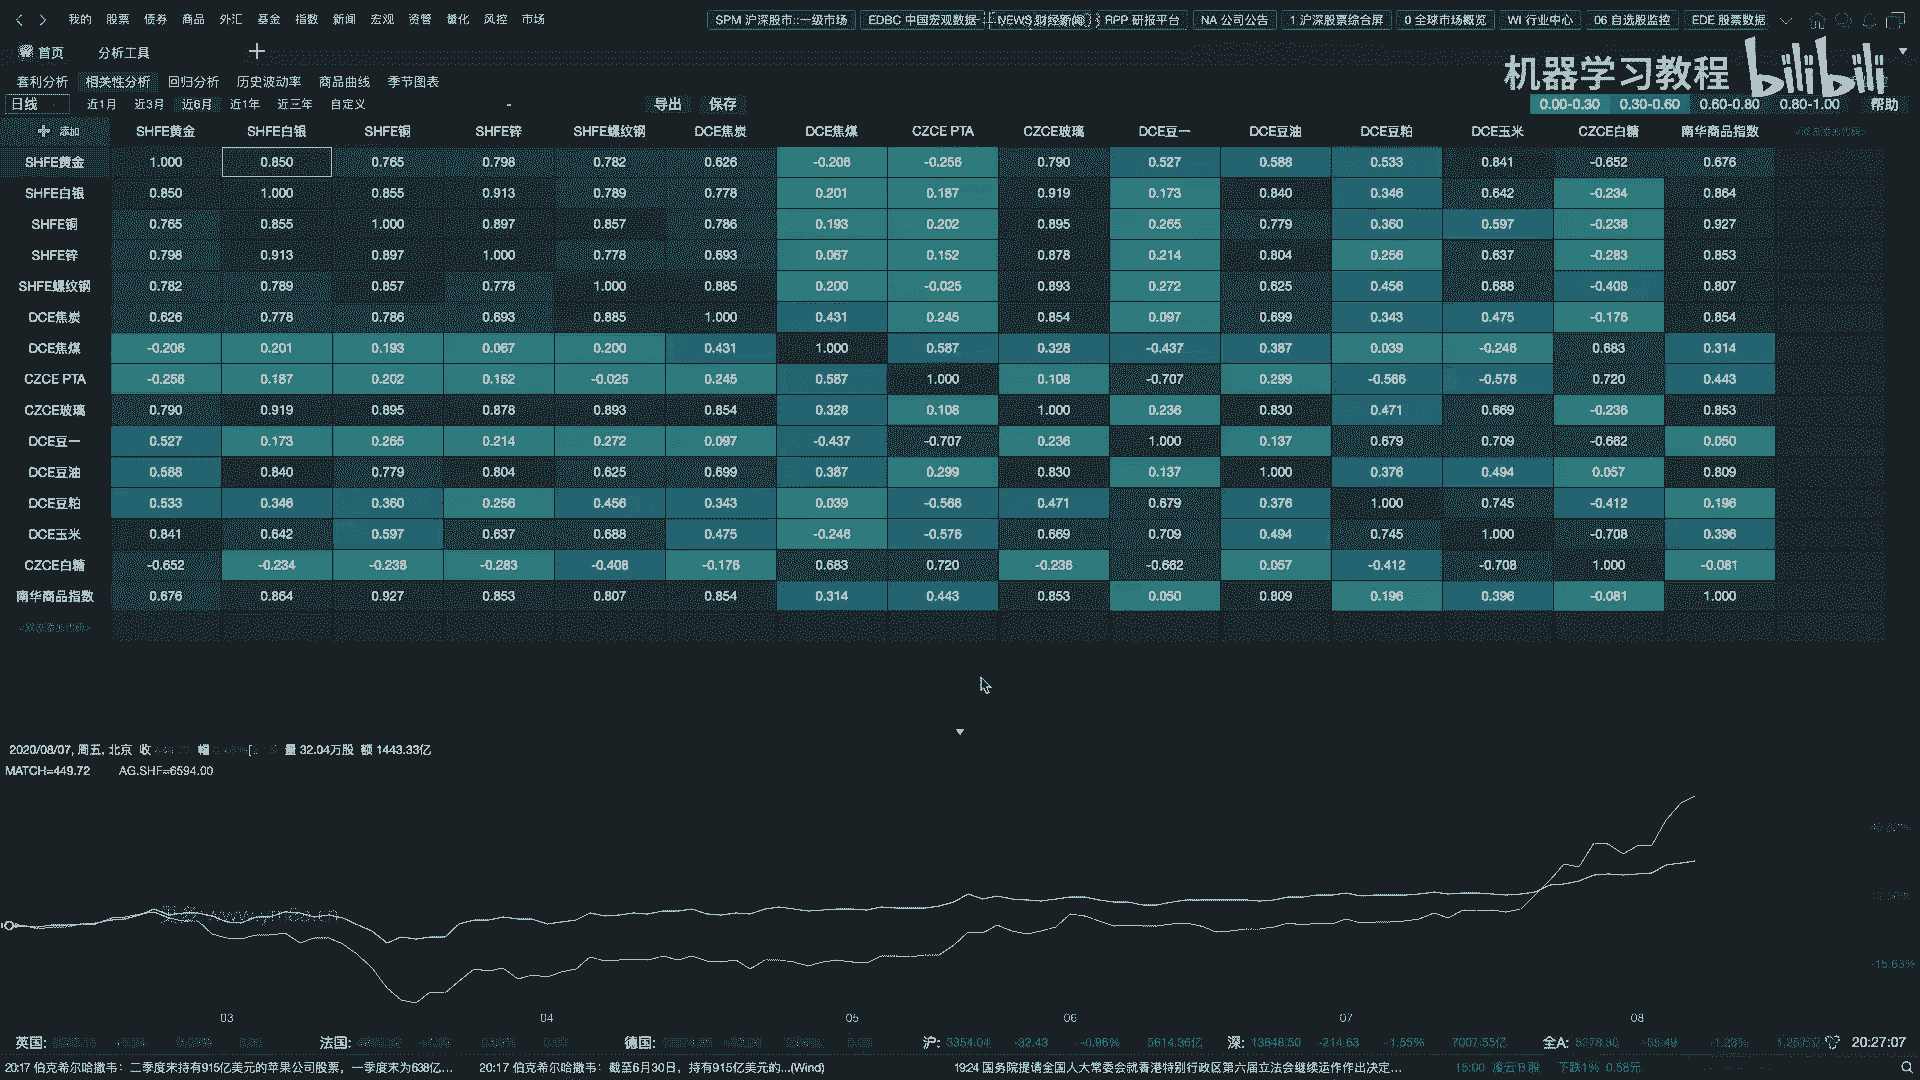 我的 股票 债券 商品 外汇 基金 指数 新闻 宏观 资管 量化 风控 市场 SPM 沪深股市::一级市场 EDBC 中国宏观数据 NEWS 财经新闻 RPP 研报平台 NA 公司公告 1 沪深股票综合屏 0 全球市场概览 WI 行业中心 06 自选股监控 EDE 股票数据
首页 分析工具
机器学习教程 bilibili
套利分析 相关性分析 回归分析 历史波动率 商品曲线 季节图表
日线 近1月 近3月 近6月 近1年 近三年 自定义 - 导出 保存 0.00-0.30 0.30-0.60 0.60-0.80 0.80-1.00 帮助
添加 SHFE黄金 SHFE白银 SHFE铜 SHFE锌 SHFE螺纹钢 DCE焦炭 DCE焦煤 CZCE PTA CZCE玻璃 DCE豆一 DCE豆油 DCE豆粕 DCE玉米 CZCE白糖 南华商品指数
SHFE黄金 1.000 0.850 0.765 0.798 0.782 0.626 -0.206 -0.256 0.790 0.527 0.588 0.533 0.841 -0.652 0.676
SHFE白银 0.850 1.000 0.855 0.913 0.789 0.778 0.201 0.187 0.919 0.173 0.840 0.346 0.642 -0.234 0.864
SHFE铜 0.765 0.855 1.000 0.897 0.857 0.786 0.193 0.202 0.895 0.265 0.779 0.360 0.597 -0.238 0.927
SHFE锌 0.798 0.913 0.897 1.000 0.778 0.693 0.067 0.152 0.878 0.214 0.804 0.256 0.637 -0.283 0.853
SHFE螺纹钢 0.782 0.789 0.857 0.778 1.000 0.885 0.200 -0.025 0.893 0.272 0.625 0.456 0.688 -0.408 0.807
DCE焦炭 0.626 0.778 0.786 0.693 0.885 1.000 0.431 0.245 0.854 0.097 0.699 0.343 0.475 -0.176 0.854
DCE焦煤 -0.206 0.201 0.193 0.067 0.200 0.431 1.000 0.587 0.328 -0.437 0.387 0.039 -0.246 0.683 0.314
CZCE PTA -0.256 0.187 0.202 0.152 -0.025 0.245 0.587 1.000 0.108 -0.707 0.299 -0.566 -0.576 0.720 0.443
CZCE玻璃 0.790 0.919 0.895 0.878 0.893 0.854 0.328 0.108 1.000 0.236 0.830 0.471 0.669 -0.236 0.853
DCE豆一 0.527 0.173 0.265 0.214 0.272 0.097 -0.437 -0.707 0.236 1.000 0.137 0.679 0.709 -0.662 0.050
DCE豆油 0.588 0.840 0.779 0.804 0.625 0.699 0.387 0.299 0.830 0.137 1.000 0.376 0.494 0.057 0.809
DCE豆粕 0.533 0.346 0.360 0.256 0.456 0.343 0.039 -0.566 0.471 0.679 0.376 1.000 0.745 -0.412 0.196
DCE玉米 0.841 0.642 0.597 0.637 0.688 0.475 -0.246 -0.576 0.669 0.709 0.494 0.745 1.000 -0.708 0.396
CZCE白糖 -0.652 -0.234 -0.238 -0.283 -0.408 -0.176 0.683 0.720 -0.236 -0.662 0.057 -0.412 -0.708 1.000 -0.081
南华商品指数 0.676 0.864 0.927 0.853 0.807 0.854 0.314 0.443 0.853 0.050 0.809 0.196 0.396 -0.081 1.000
2020/08/07, 周五, 北京 收 幅 量 32.04万股 额 1443.33亿
MATCH=449.72 AG.SHF=6594.00
-15.63%
03 04 05 06 07 08
英国: 法国: 德国: 沪: 3354.04 -32.43 -0.96% 5614.36亿 深: 13648.50 -214.63 -1.55% 7007.55亿 全A: 20:27:07
20:17 伯克希尔哈撒韦：二季度末持有915亿美元的苹果公司股票，一季度末为638亿... 20:17 伯克希尔哈撒韦：截至6月30日，持有915亿美元的...(Wind) 19:24 国务院提请全国人大常委会就香港特别行政区第六届立法会继续运作作出决定... 15:00 凌云B股 下跌1% 0.58元